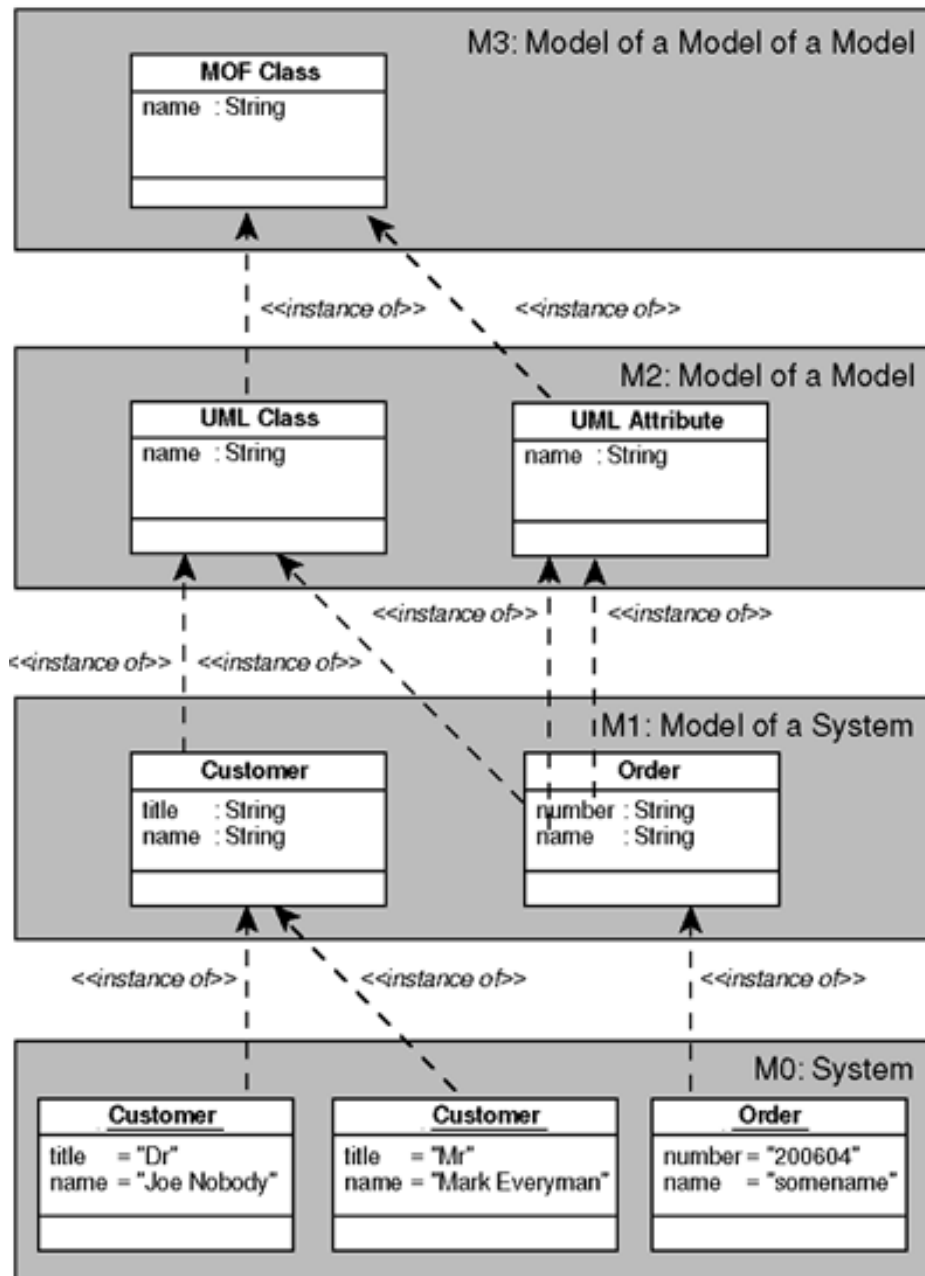 M3: Model of a Model of a Model
MOF Class
name : String
<<instance of>> <<instance of>>
M2: Model of a Model
UML Class
name : String
UML Attribute
name : String
<<instance of>> <<instance of>>
<<instance of>> <<instance of>>
M1: Model of a System
Customer
title : String
name : String
Order
number : String
name : String
<<instance of>> <<instance of>> <<instance of>>
M0: System
Customer
title = "Dr"
name = "Joe Nobody"
Customer
title = "Mr"
name = "Mark Everyman"
Order
number = "200604"
name = "somename"